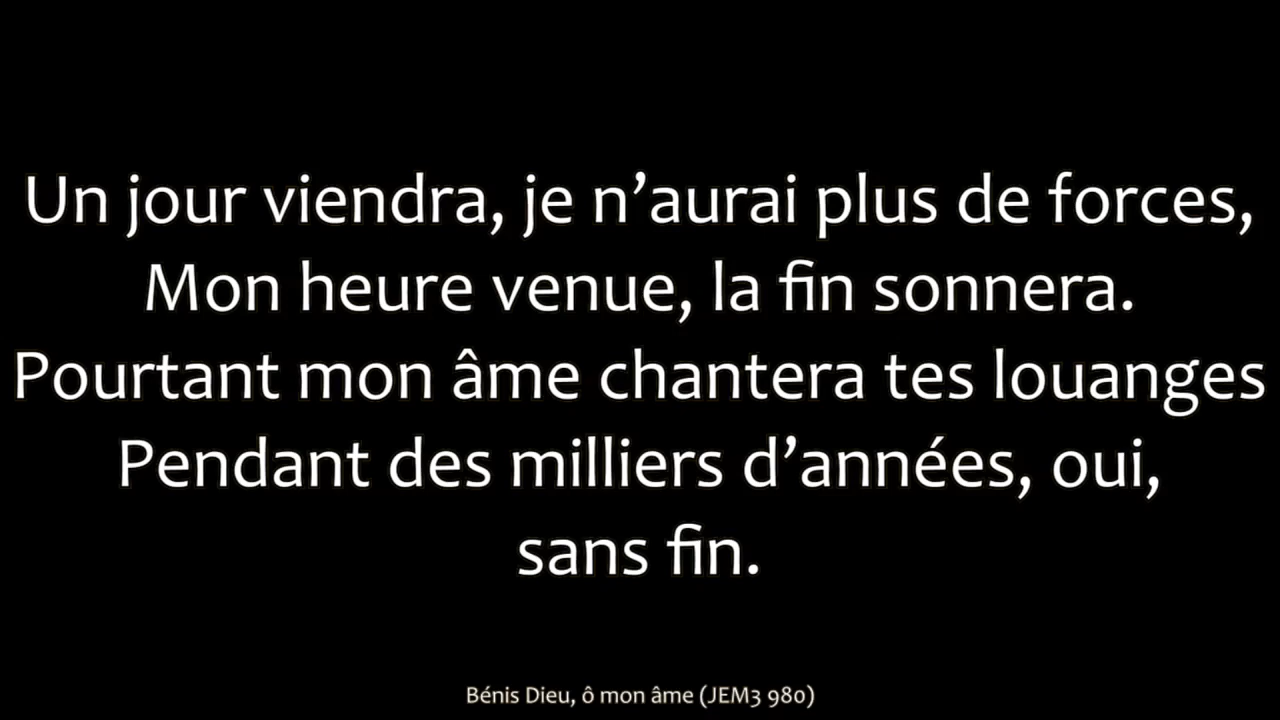 Un jour viendra, je n’aurai plus de forces,
Mon heure venue, la fin sonnera.
Pourtant mon âme chantera tes louanges
Pendant des milliers d’années, oui,
sans fin.
Bénis Dieu, ô mon âme (JEM3 980)